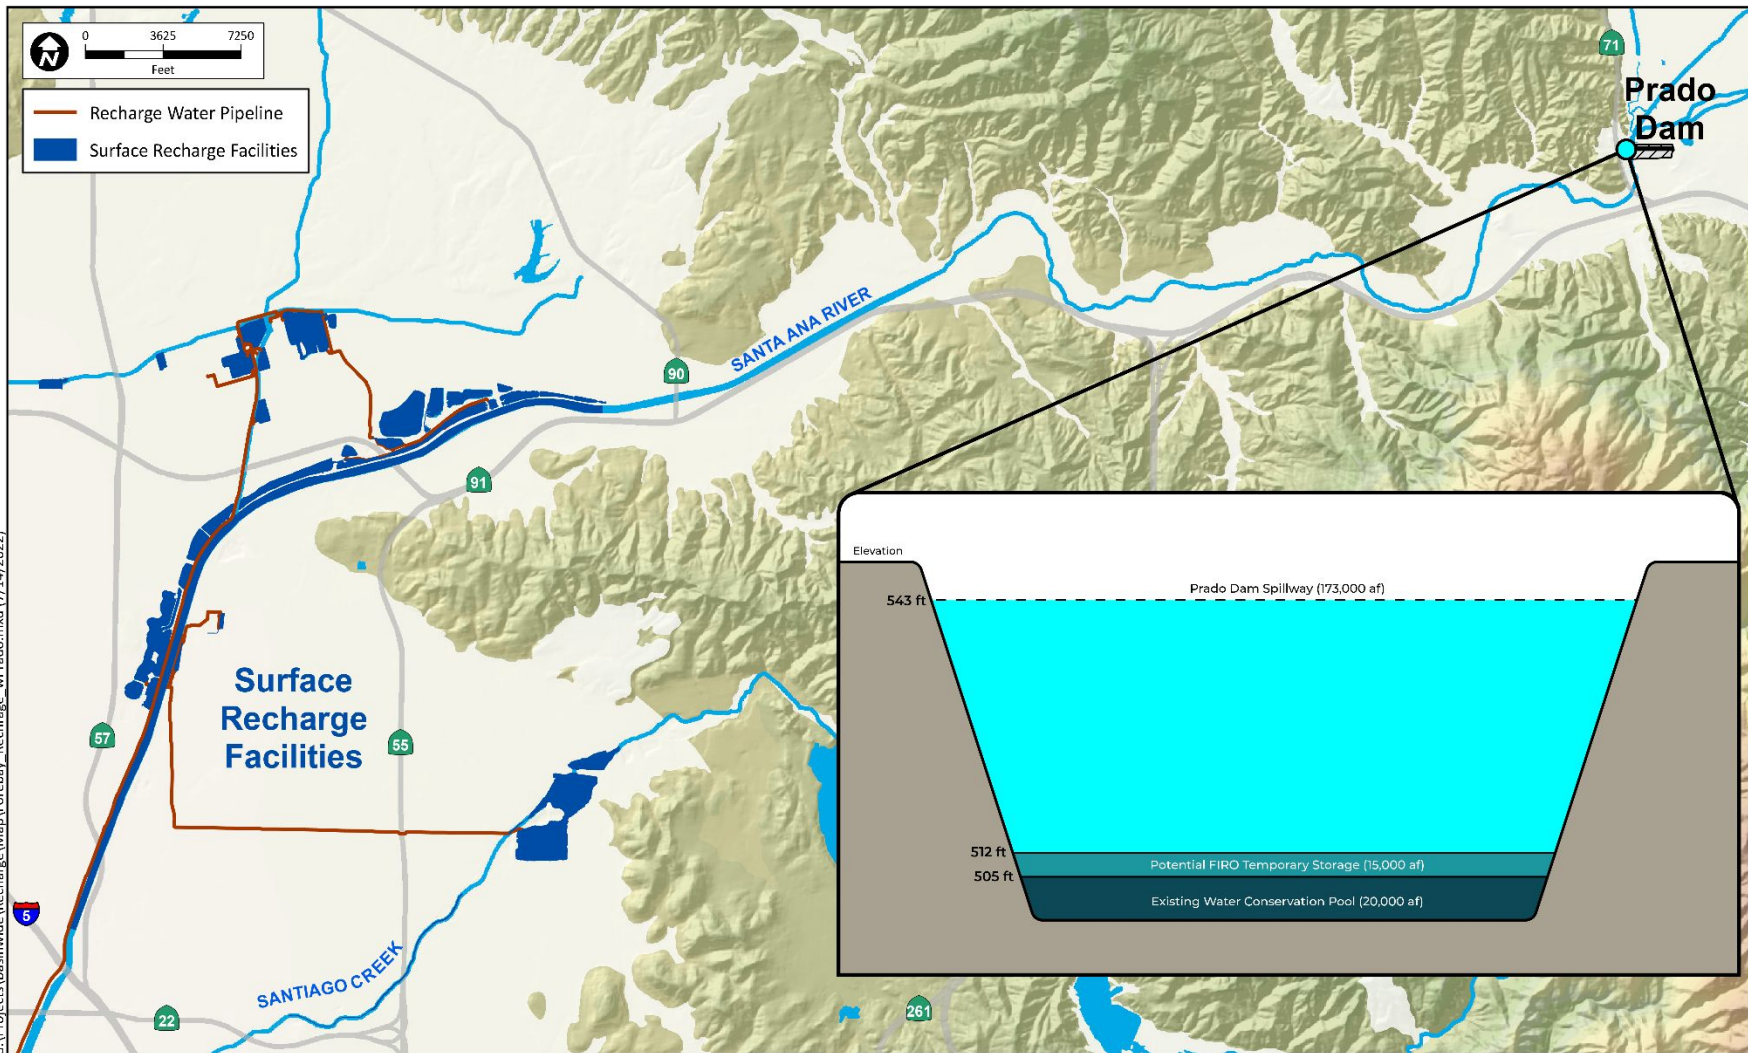 0 3625 7250
Feet
N
Recharge Water Pipeline
Surface Recharge Facilities
71
Prado
Dam
SANTA ANA RIVER
90
91
Elevation
Prado Dam Spillway (173,000 af)
543 ft
Surface
Recharge
Facilities
57
55
512 ft
Potential FIRO Temporary Storage (15,000 af)
505 ft
Existing Water Conservation Pool (20,000 af)
5
SANTIAGO CREEK
22
261